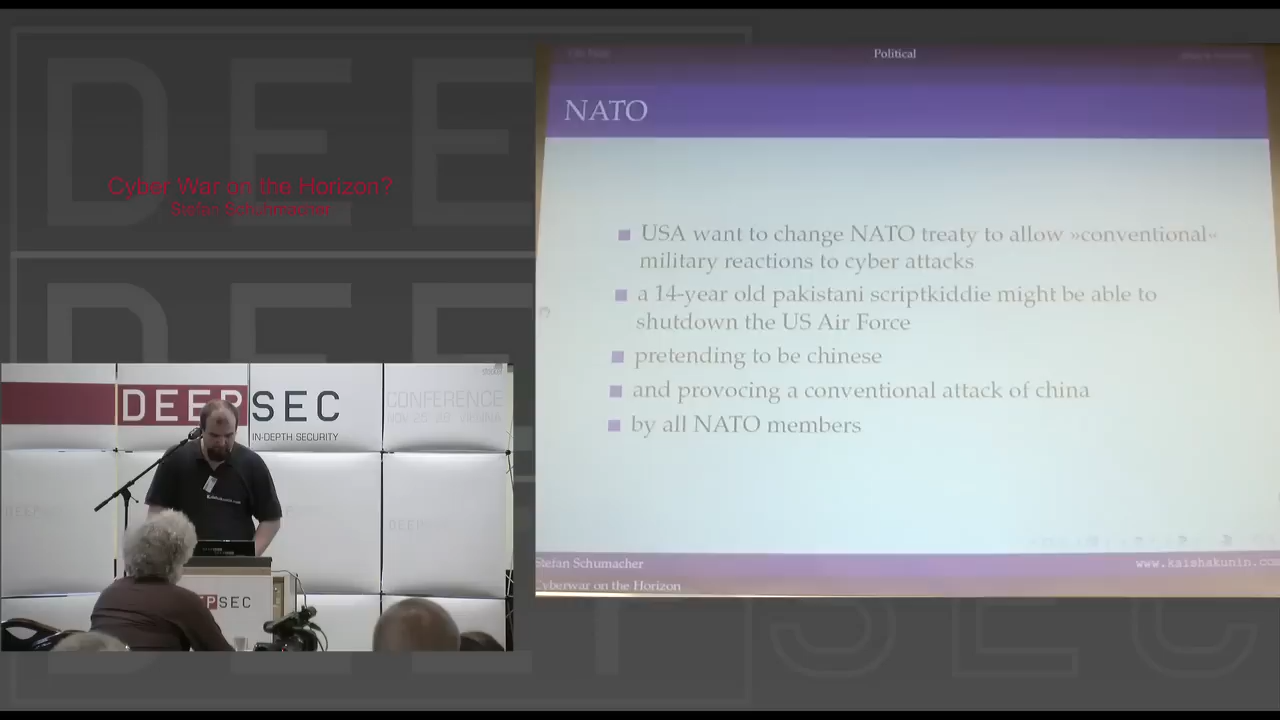 Cyber War on the Horizon?
Stefan Schuhmacher
Political
NATO
USA want to change NATO treaty to allow »conventional«
military reactions to cyber attacks
a 14-year old pakistani scriptkiddie might be able to
shutdown the US Air Force
pretending to be chinese
and provocing a conventional attack of china
by all NATO members
Stefan Schumacher
www.kaishakunin.com
Cyberwar on the Horizon
DEEPSEC
IN-DEPTH SECURITY
CONFERENCE
DEEPSEC